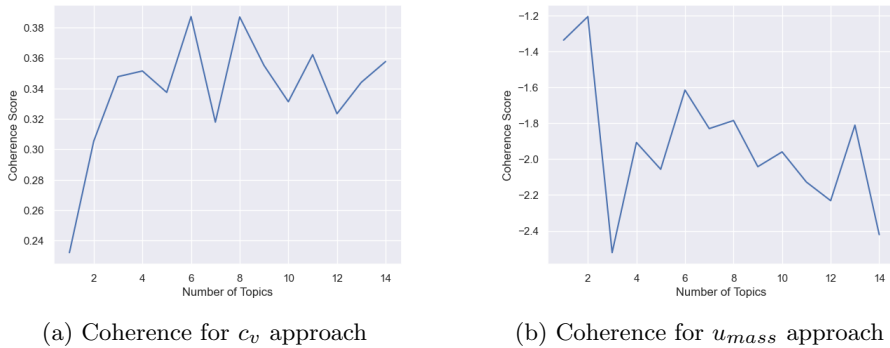 0.38
0.36
0.34
0.32
0.30
0.28
0.26
0.24
Coherence Score
2 4 6 8 10 12 14
Number of Topics
(a) Coherence for c_v approach
−1.2
−1.4
−1.6
−1.8
−2.0
−2.2
−2.4
Coherence Score
2 4 6 8 10 12 14
Number of Topics
(b) Coherence for u_{mass} approach